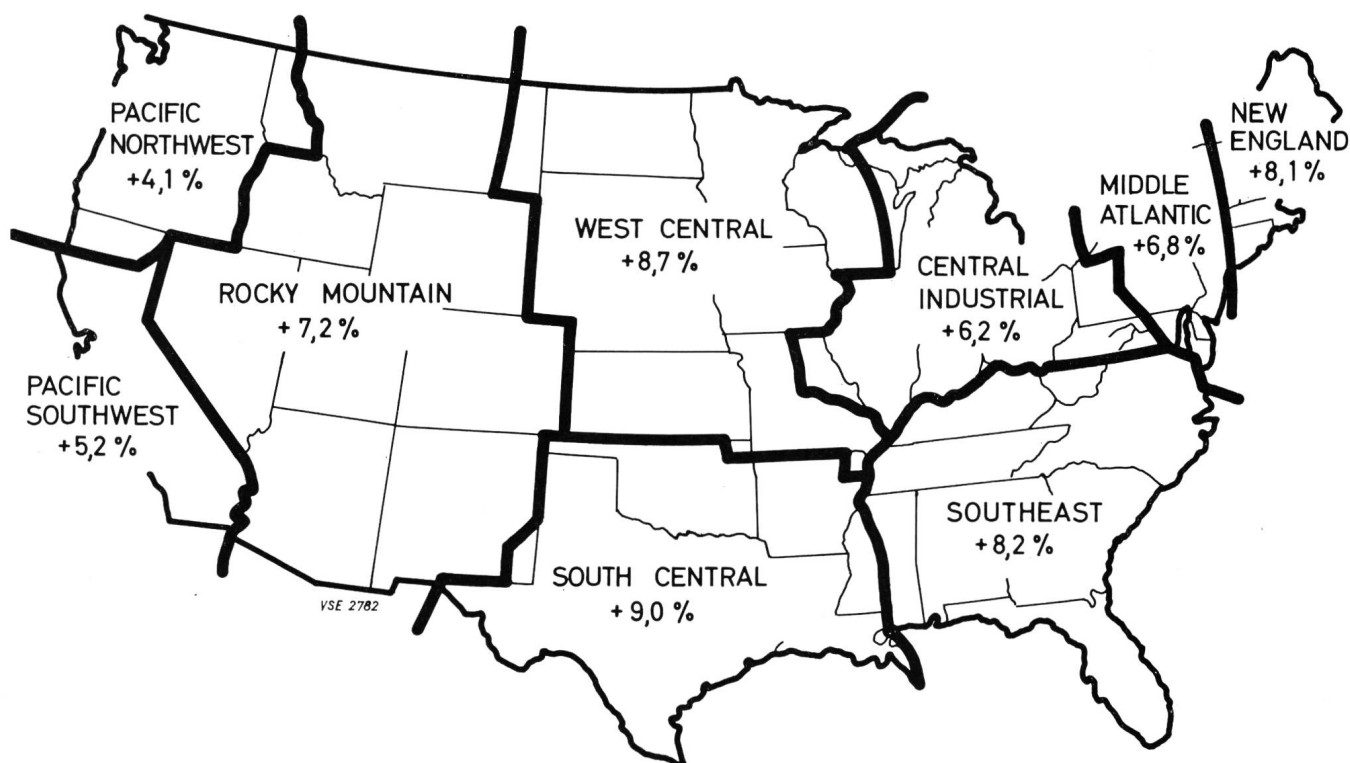 PACIFIC
NORTHWEST
+4,1 %
NEW
ENGLAND
+8,1 %
MIDDLE
ATLANTIC
+6,8 %
WEST CENTRAL
+8,7 %
CENTRAL
INDUSTRIAL
+6,2 %
ROCKY MOUNTAIN
+ 7,2 %
PACIFIC
SOUTHWEST
+5,2 %
SOUTHEAST
+8,2 %
SOUTH CENTRAL
+ 9,0 %
VSE 2782